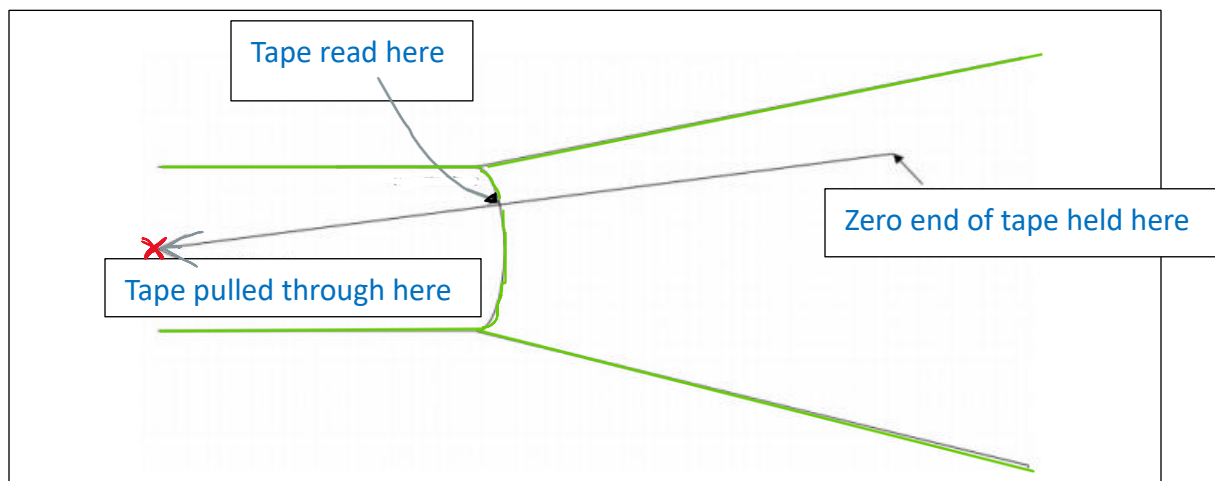 Tape read here
Zero end of tape held here
Tape pulled through here